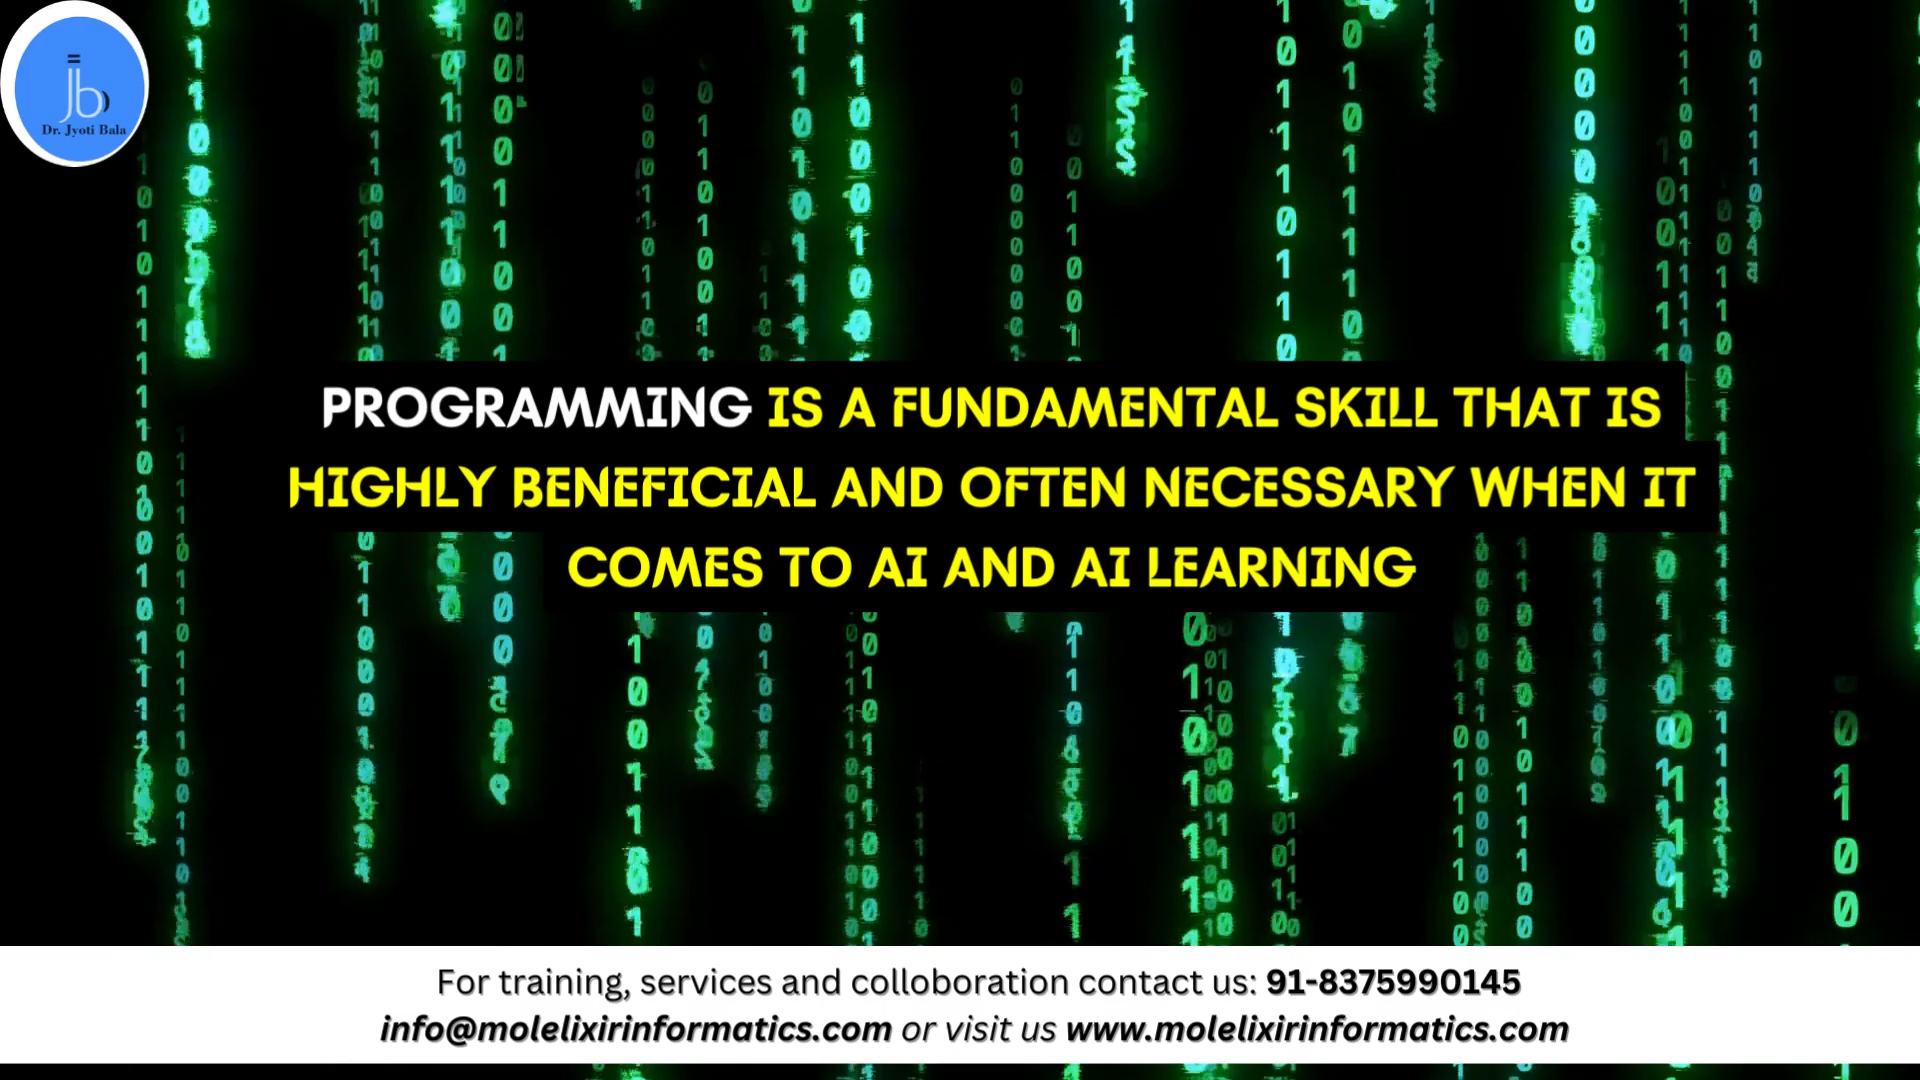 jb
Dr. Jyoti Bala
PROGRAMMING IS A FUNDAMENTAL SKILL THAT IS
HIGHLY BENEFICIAL AND OFTEN NECESSARY WHEN IT
COMES TO AI AND AI LEARNING
For training, services and colloboration contact us: 91-8375990145
info@molelixirinformatics.com or visit us www.molelixirinformatics.com